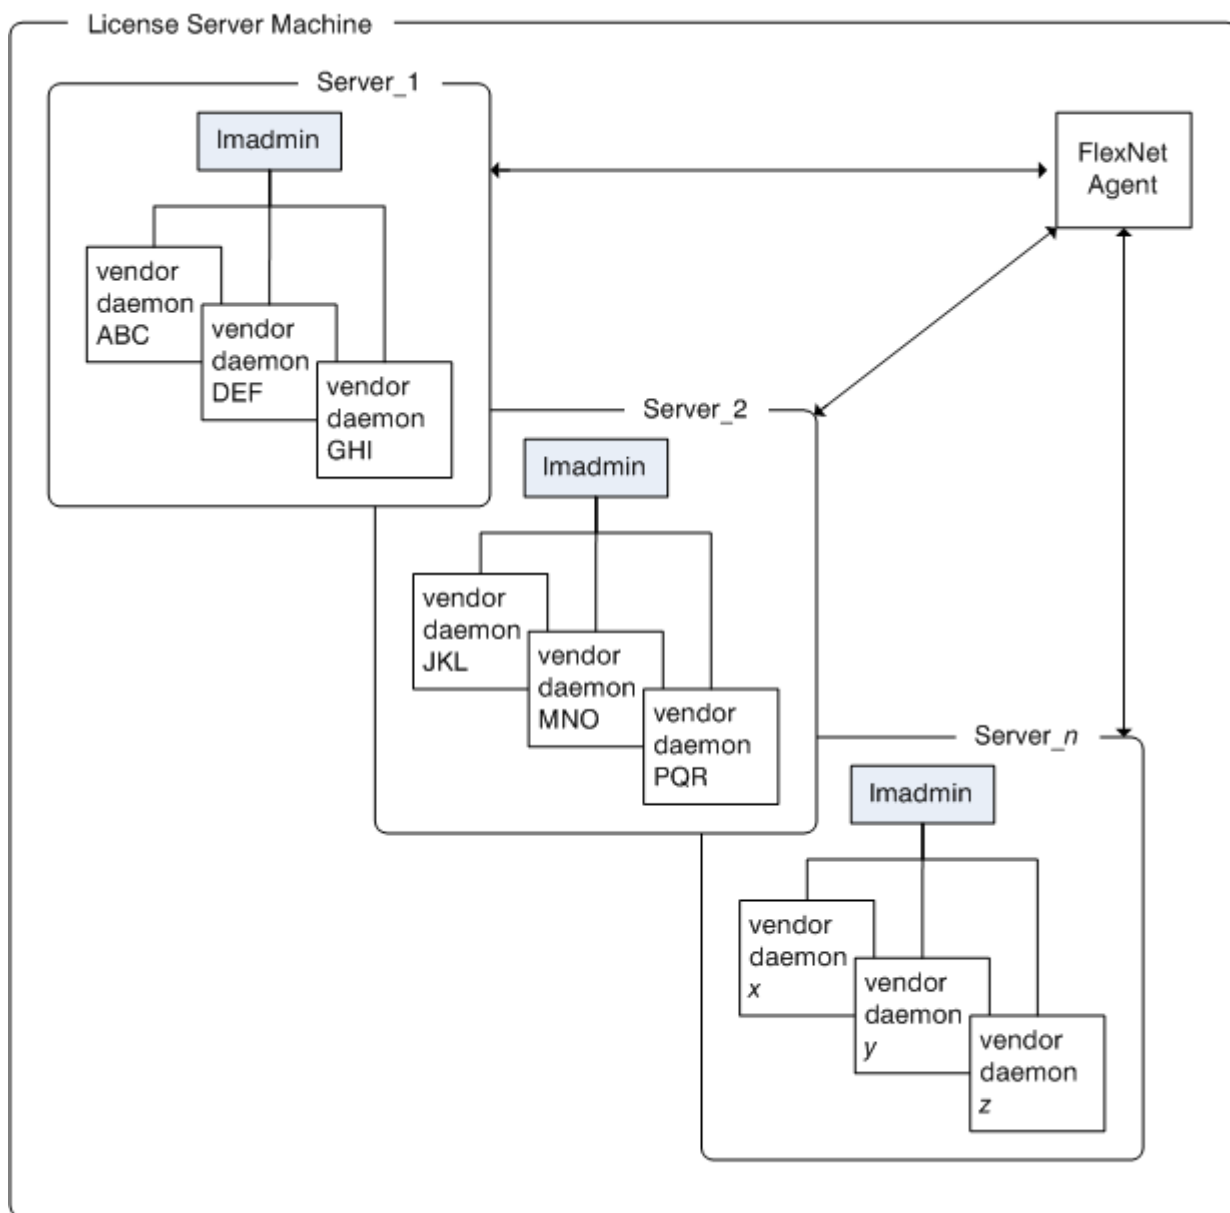 License Server Machine
Server_1
lmadmin
FlexNet
Agent
vendor
daemon
ABC
vendor
daemon
DEF
vendor
daemon
GHI
Server_2
lmadmin
vendor
daemon
JKL
vendor
daemon
MNO
vendor
daemon
PQR
Server_n
lmadmin
vendor
daemon
x
vendor
daemon
y
vendor
daemon
z